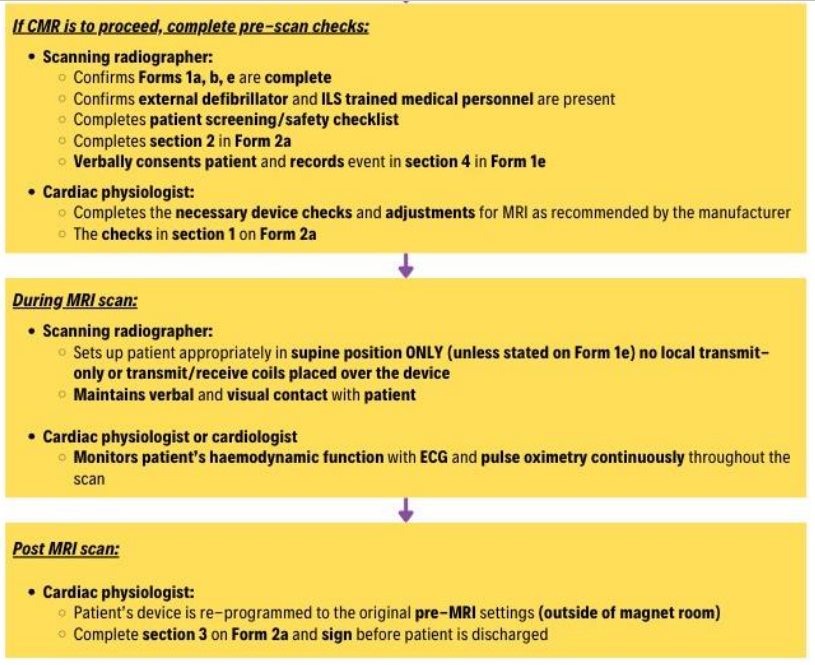 If CMR is to proceed, complete pre-scan checks:
• Scanning radiographer:
○ Confirms Forms 1a, b, e are complete
○ Confirms external defibrillator and ILS trained medical personnel are present
○ Completes patient screening/safety checklist
○ Completes section 2 in Form 2a
○ Verbally consents patient and records event in section 4 in Form 1e
• Cardiac physiologist:
○ Completes the necessary device checks and adjustments for MRI as recommended by the manufacturer
○ The checks in section 1 on Form 2a
During MRI scan:
• Scanning radiographer:
○ Sets up patient appropriately in supine position ONLY (unless stated on Form 1e) no local transmit-
only or transmit/receive coils placed over the device
○ Maintains verbal and visual contact with patient
• Cardiac physiologist or cardiologist
○ Monitors patient's haemodynamic function with ECG and pulse oximetry continuously throughout the
scan
Post MRI scan:
• Cardiac physiologist:
○ Patient's device is re-programmed to the original pre-MRI settings (outside of magnet room)
○ Complete section 3 on Form 2a and sign before patient is discharged